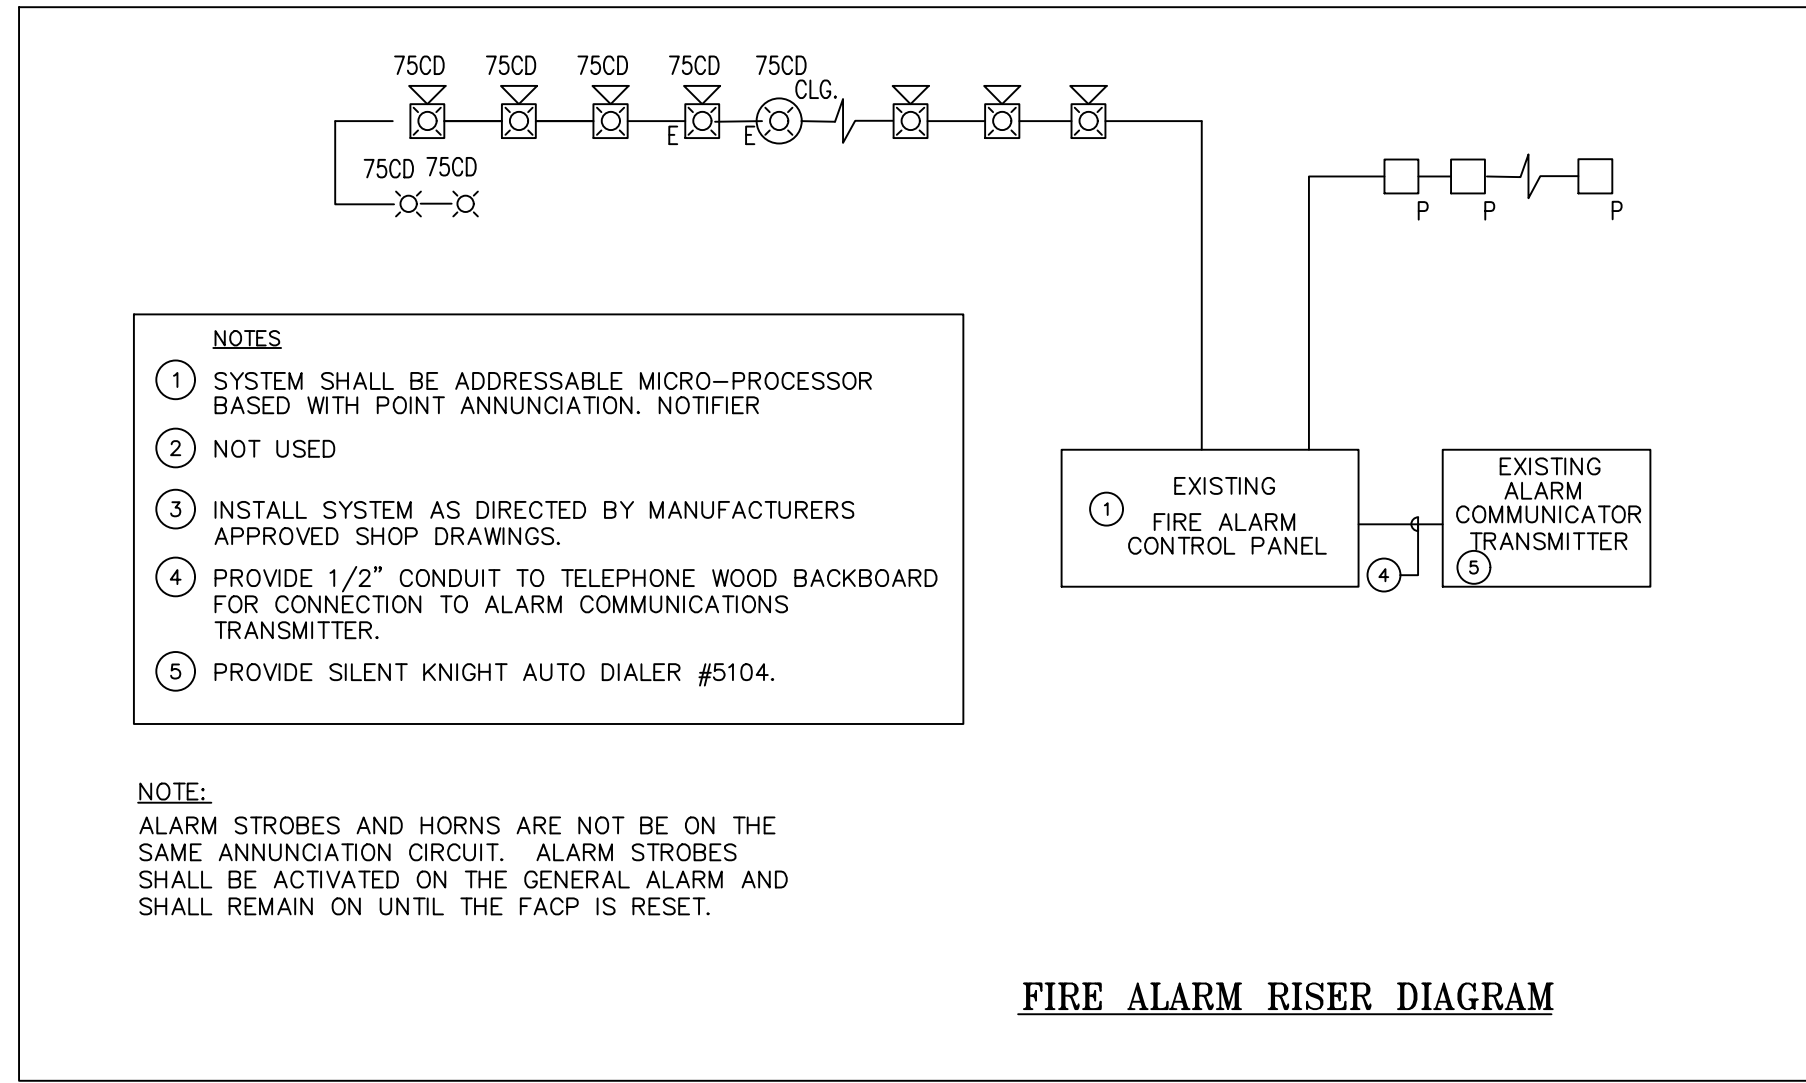 75CD 75CD 75CD 75CD 75CD
CLG.
E E
75CD 75CD
P P P
NOTES
1 SYSTEM SHALL BE ADDRESSABLE MICRO-PROCESSOR
BASED WITH POINT ANNUNCIATION. NOTIFIER
2 NOT USED
3 INSTALL SYSTEM AS DIRECTED BY MANUFACTURERS
APPROVED SHOP DRAWINGS.
4 PROVIDE 1/2" CONDUIT TO TELEPHONE WOOD BACKBOARD
FOR CONNECTION TO ALARM COMMUNICATIONS
TRANSMITTER.
5 PROVIDE SILENT KNIGHT AUTO DIALER #5104.
EXISTING
1 FIRE ALARM
CONTROL PANEL
4
EXISTING
ALARM
COMMUNICATOR
TRANSMITTER
5
NOTE:
ALARM STROBES AND HORNS ARE NOT BE ON THE
SAME ANNUNCIATION CIRCUIT. ALARM STROBES
SHALL BE ACTIVATED ON THE GENERAL ALARM AND
SHALL REMAIN ON UNTIL THE FACP IS RESET.
FIRE ALARM RISER DIAGRAM